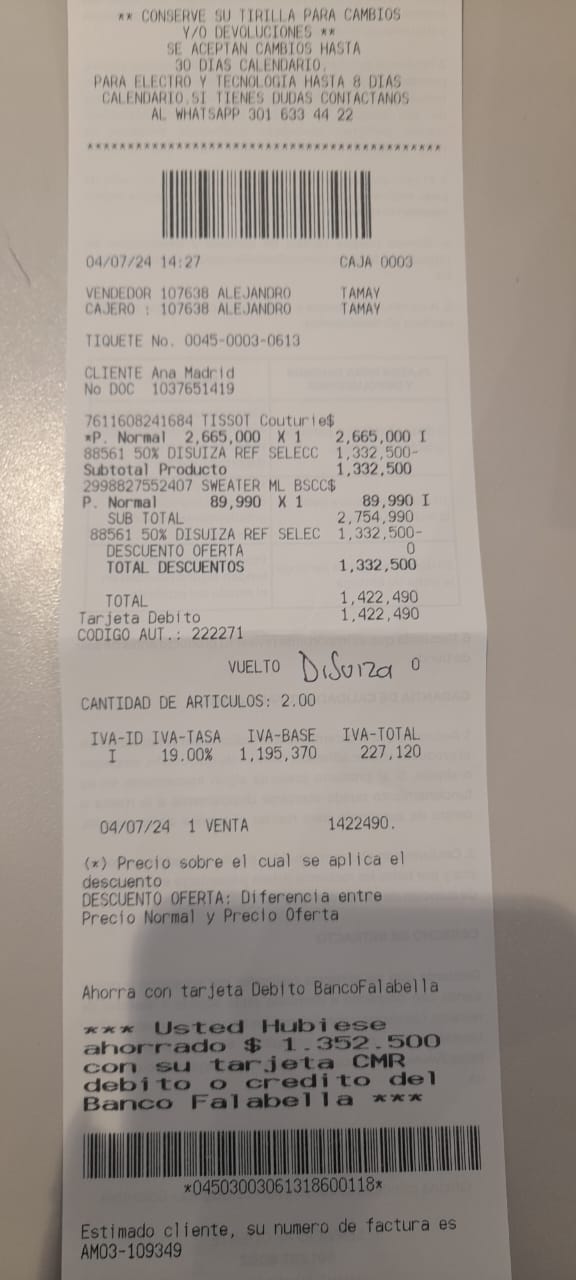 ** CONSERVE SU TIRILLA PARA CAMBIOS
Y/O DEVOLUCIONES **
SE ACEPTAN CAMBIOS HASTA
30 DIAS CALENDARIO.
PARA ELECTRO Y TECNOLOGIA HASTA 8 DIAS
CALENDARIO.SI TIENES DUDAS CONTACTANOS
AL WHATSAPP 301 633 44 22
******************************************
04/07/24 14:27 CAJA 0003
VENDEDOR 107638 ALEJANDRO TAMAY
CAJERO : 107638 ALEJANDRO TAMAY
TIQUETE No. 0045-0003-0613
CLIENTE Ana Madrid
No DOC 1037651419
7611608241684 TISSOT Couturie$
*P. Normal 2,665,000 X 1 2,665,000 I
88561 50% DISUIZA REF SELECC 1,332,500-
Subtotal Producto 1,332,500
2998827552407 SWEATER ML BSCC$
P. Normal 89,990 X 1 89,990 I
SUB TOTAL 2,754,990
88561 50% DISUIZA REF SELEC 1,332,500-
DESCUENTO OFERTA 0
TOTAL DESCUENTOS 1,332,500
TOTAL 1,422,490
Tarjeta Debito 1,422,490
CODIGO AUT.: 222271
VUELTO Disuiza 0
CANTIDAD DE ARTICULOS: 2.00
IVA-ID IVA-TASA IVA-BASE IVA-TOTAL
I 19.00% 1,195,370 227,120
04/07/24 1 VENTA 1422490.
(*) Precio sobre el cual se aplica el
descuento
DESCUENTO OFERTA: Diferencia entre
Precio Normal y Precio Oferta
Ahorra con tarjeta Debito BancoFalabella
*** Usted Hubiese
ahorrado $ 1.352.500
con su tarjeta CMR
debito o credito del
Banco Falabella ***
*04503003061318600118*
Estimado cliente, su numero de factura es
AM03-109349